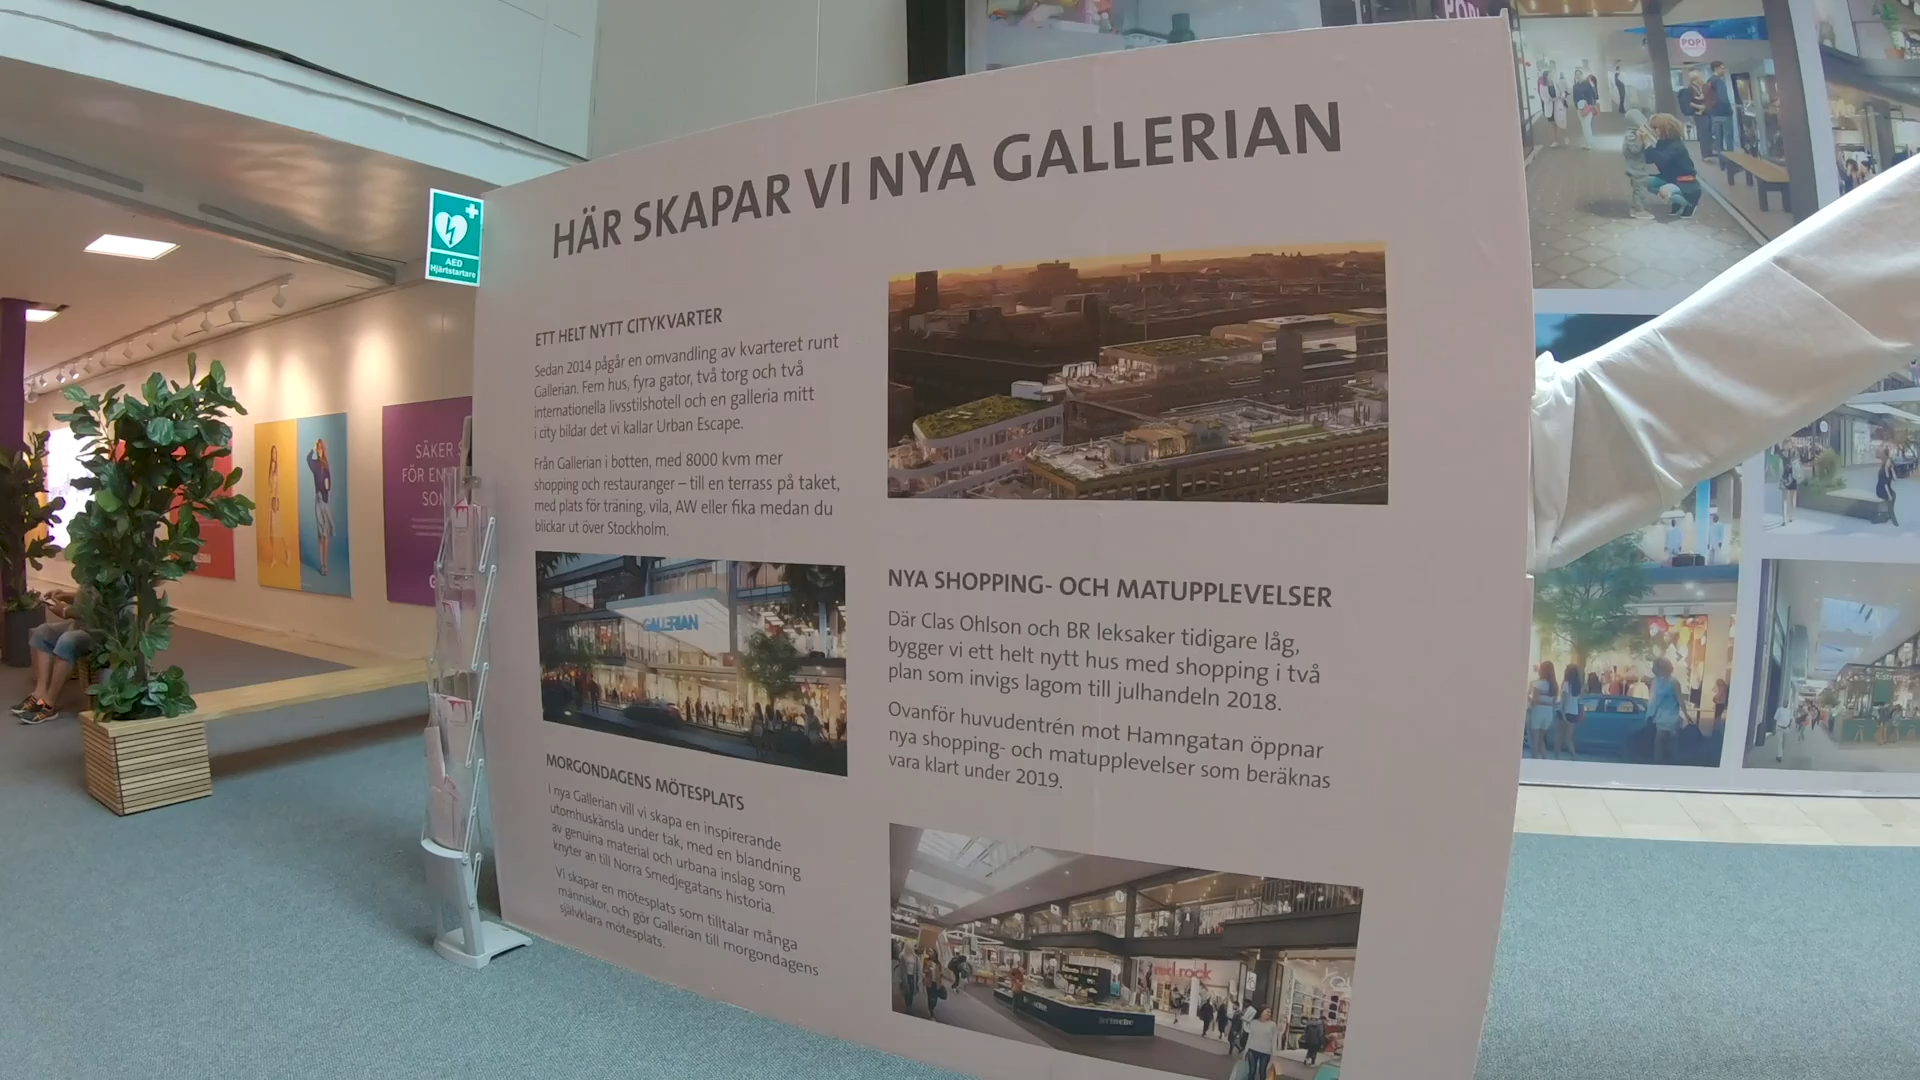 HÄR SKAPAR VI NYA GALLERIAN
ETT HELT NYTT CITYKVARTER
Sedan 2014 pågår en omvandling av kvarteret runt
Gallerian. Fem hus, fyra gator, två torg och två
internationella livsstilshotell och en galleria mitt
i city bildar det vi kallar Urban Escape.
Från Gallerian i botten, med 8000 kvm mer
shopping och restauranger – till en terrass på taket,
med plats för träning, vila, AW eller fika medan du
blickar ut över Stockholm.
GALLERIAN
MORGONDAGENS MÖTESPLATS
I nya Gallerian vill vi skapa en inspirerande
utomhuskänsla under tak, med en blandning
av genuina material och urbana inslag som
knyter an till Norra Smedjegatans historia.
Vi skapar en mötesplats som tilltalar många
människor, och gör Gallerian till morgondagens
självklara mötesplats.
NYA SHOPPING- OCH MATUPPLEVELSER
Där Clas Ohlson och BR leksaker tidigare låg,
bygger vi ett helt nytt hus med shopping i två
plan som invigs lagom till julhandeln 2018.
Ovanför huvudentrén mot Hamngatan öppnar
nya shopping- och matupplevelser som beräknas
vara klart under 2019.
red rock
AED
Hjärtstartare
SÄKER
FÖR EN
SOM
POP!